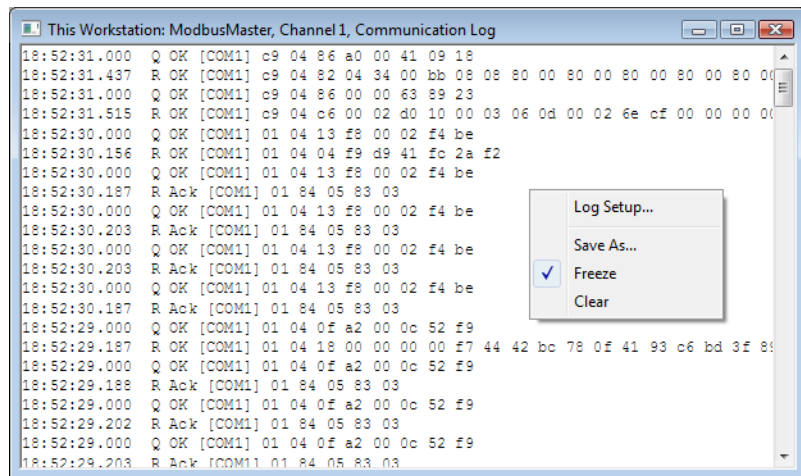 This Workstation: ModbusMaster, Channel 1, Communication Log
18:52:31.000 Q OK [COM1] c9 04 86 a0 00 41 09 18
18:52:31.437 R OK [COM1] c9 04 82 04 34 00 bb 08 08 80 00 80 00 80 00 80 00 80 00
18:52:31.000 Q OK [COM1] c9 04 86 00 00 63 89 23
18:52:31.515 R OK [COM1] c9 04 c6 00 02 d0 10 00 03 06 0d 00 02 6e cf 00 00 00 00
18:52:30.000 Q OK [COM1] 01 04 13 f8 00 02 f4 be
18:52:30.156 R OK [COM1] 01 04 04 f9 d9 41 fc 2a f2
18:52:30.000 Q OK [COM1] 01 04 13 f8 00 02 f4 be
18:52:30.187 R Ack [COM1] 01 84 05 83 03
18:52:30.000 Q OK [COM1] 01 04 13 f8 00 02 f4 be
18:52:30.203 R Ack [COM1] 01 84 05 83 03
18:52:30.000 Q OK [COM1] 01 04 13 f8 00 02 f4 be
18:52:30.203 R Ack [COM1] 01 84 05 83 03
18:52:30.000 Q OK [COM1] 01 04 13 f8 00 02 f4 be
18:52:30.187 R Ack [COM1] 01 84 05 83 03
18:52:29.000 Q OK [COM1] 01 04 0f a2 00 0c 52 f9
18:52:29.187 R OK [COM1] 01 04 18 00 00 00 00 f7 44 42 bc 78 0f 41 93 c6 bd 3f
18:52:29.000 Q OK [COM1] 01 04 0f a2 00 0c 52 f9
18:52:29.188 R Ack [COM1] 01 84 05 83 03
18:52:29.000 Q OK [COM1] 01 04 0f a2 00 0c 52 f9
18:52:29.202 R Ack [COM1] 01 84 05 83 03
18:52:29.000 Q OK [COM1] 01 04 0f a2 00 0c 52 f9
18:52:29.203 R Ack [COM1] 01 84 05 83 03
Log Setup...
Save As...
Freeze
Clear